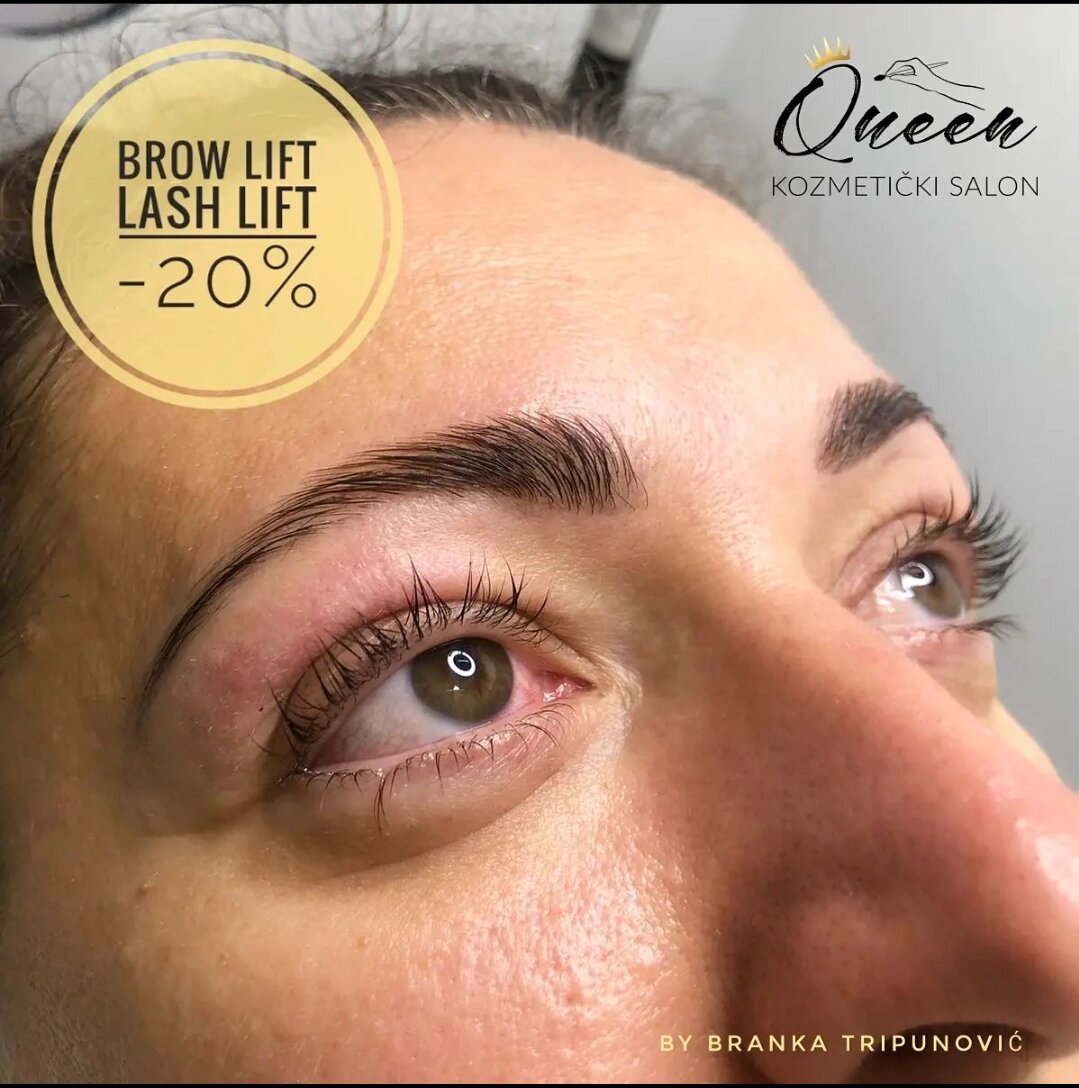 BROW LIFT
LASH LIFT
-20%
Queen
KOZMETIČKI SALON
BY BRANKA TRIPUNOVIĆ